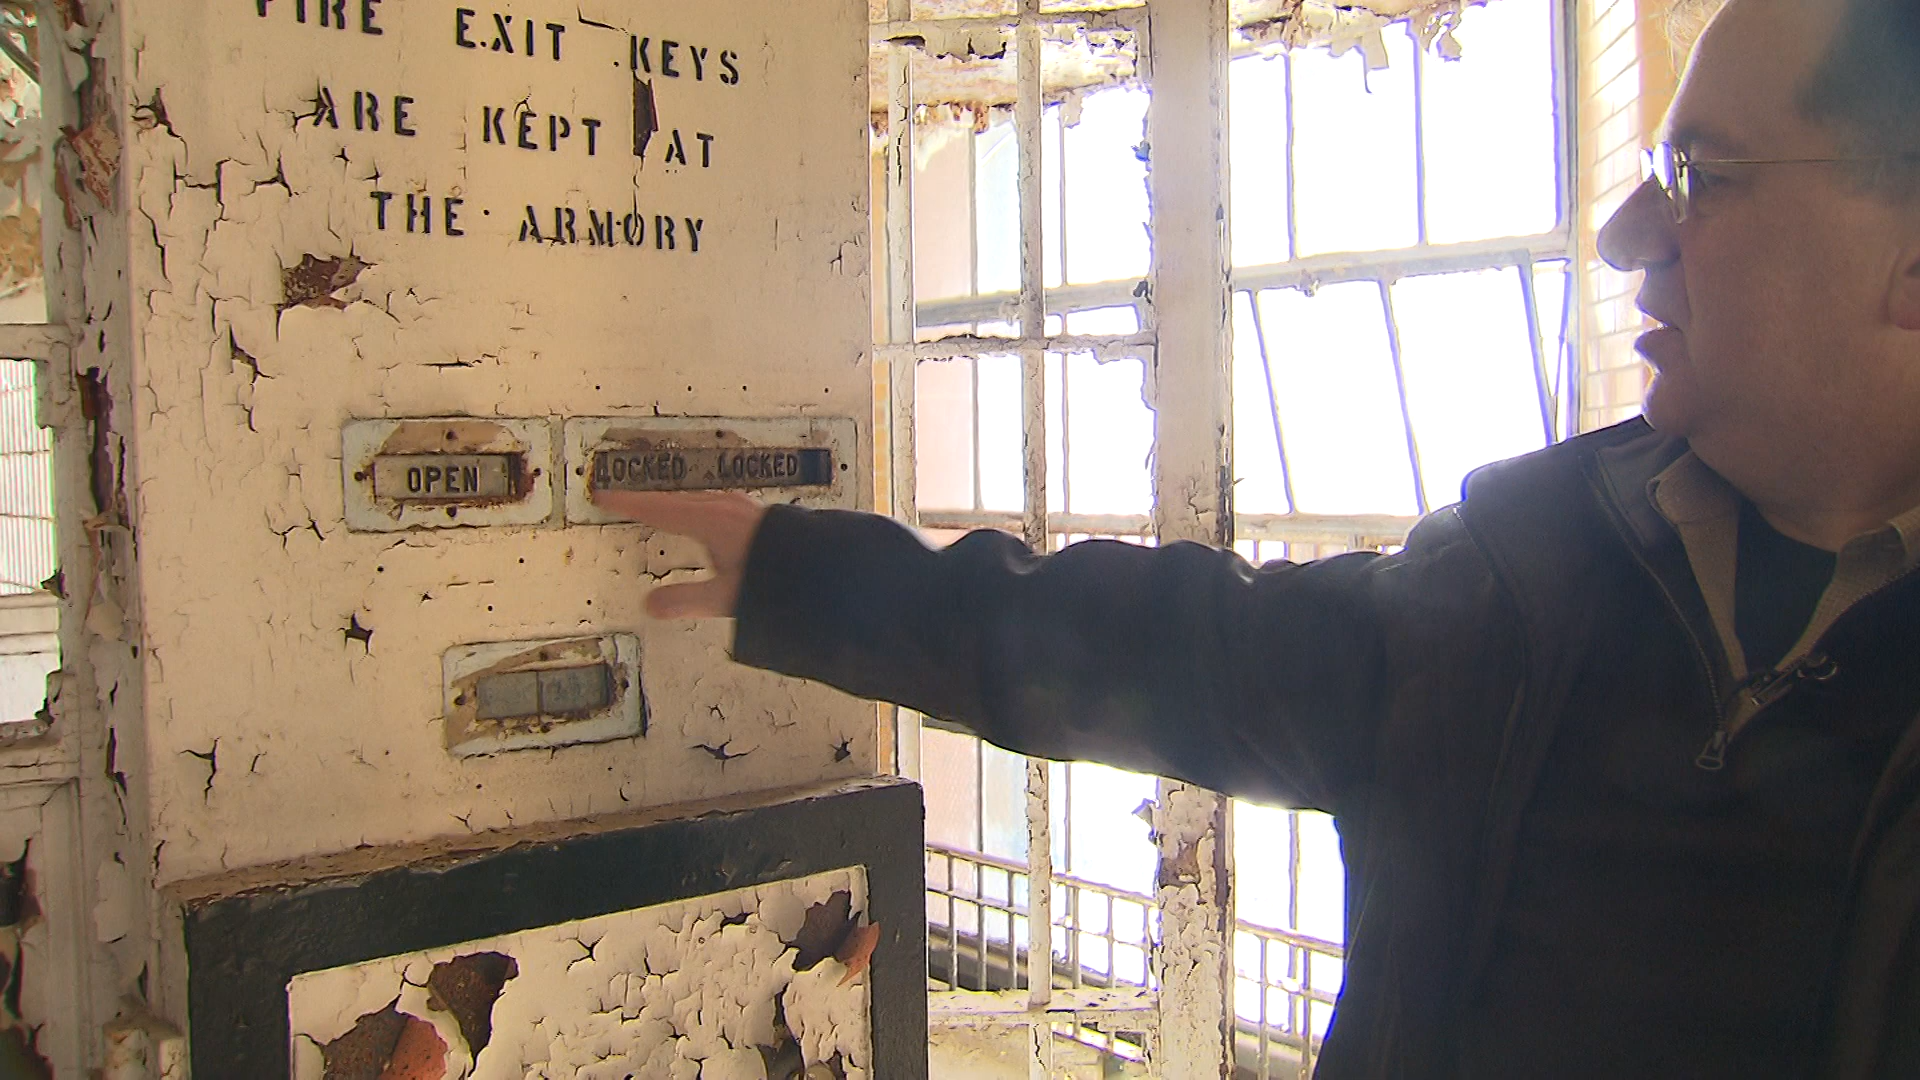 FIRE EXIT KEYS
ARE KEPT AT
THE ARMORY
OPEN
LOCKED LOCKED